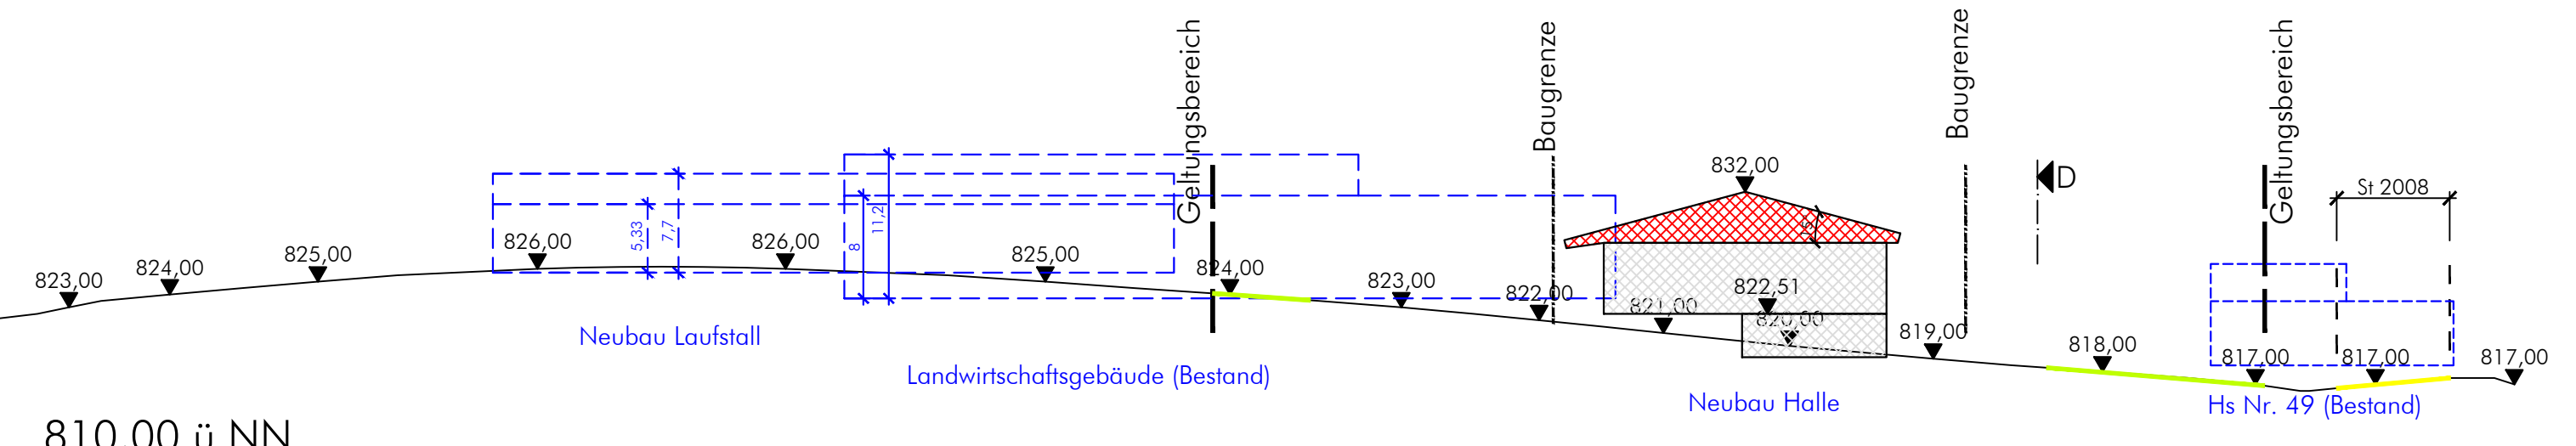 Geltungsbereich
Baugrenze
Baugrenze
Geltungsbereich
832,00
D
St 2008
5,33
7,7
8
11,2
15°
823,00
824,00
825,00
826,00
826,00
825,00
824,00
823,00
822,00
821,00
822,51
820,00
819,00
818,00
817,00
817,00
817,00
Neubau Laufstall
Landwirtschaftsgebäude (Bestand)
Neubau Halle
Hs Nr. 49 (Bestand)
810,00 ü NN